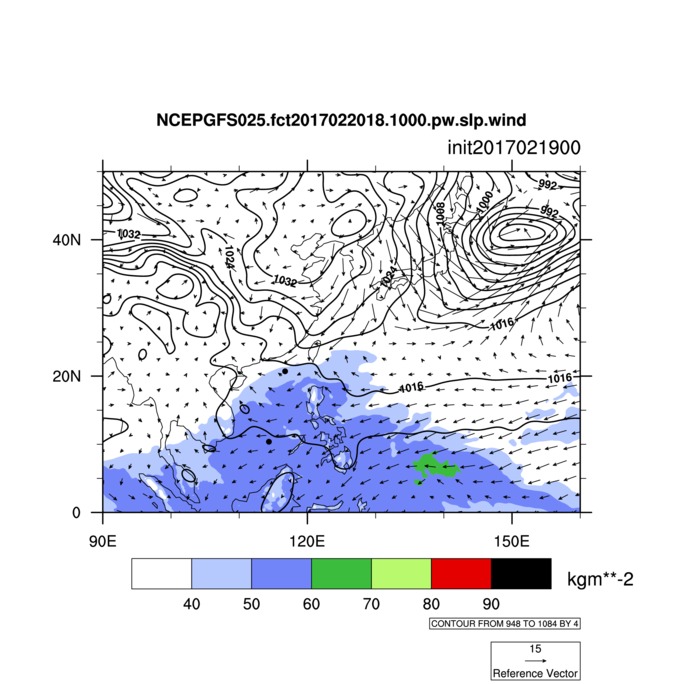 NCEPGFS025.fct2017022018.1000.pw.slp.wind
init2017021900
992
992
1000
1008
1032
1024
1032
1024
1016
1016
1016
40N
20N
0
90E 120E 150E
40 50 60 70 80 90
kgm**-2
CONTOUR FROM 948 TO 1084 BY 4
15
Reference Vector